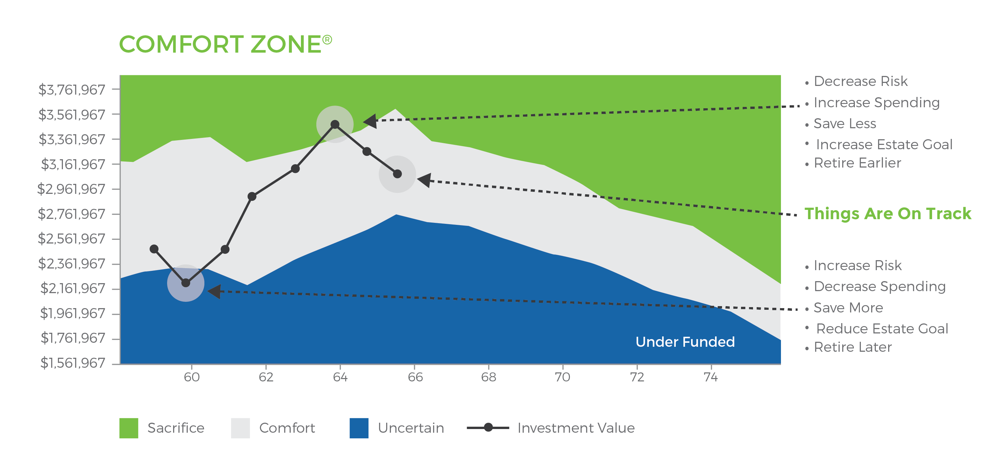 COMFORT ZONE®
$3,761,967
$3,561,967
$3,361,967
$3,161,967
$2,961,967
$2,761,967
$2,561,967
$2,361,967
$2,161,967
$1,961,967
$1,761,967
$1,561,967
60 62 64 66 68 70 72 74
Under Funded
• Decrease Risk
• Increase Spending
• Save Less
• Increase Estate Goal
• Retire Earlier
Things Are On Track
• Increase Risk
• Decrease Spending
• Save More
• Reduce Estate Goal
• Retire Later
Sacrifice Comfort Uncertain Investment Value